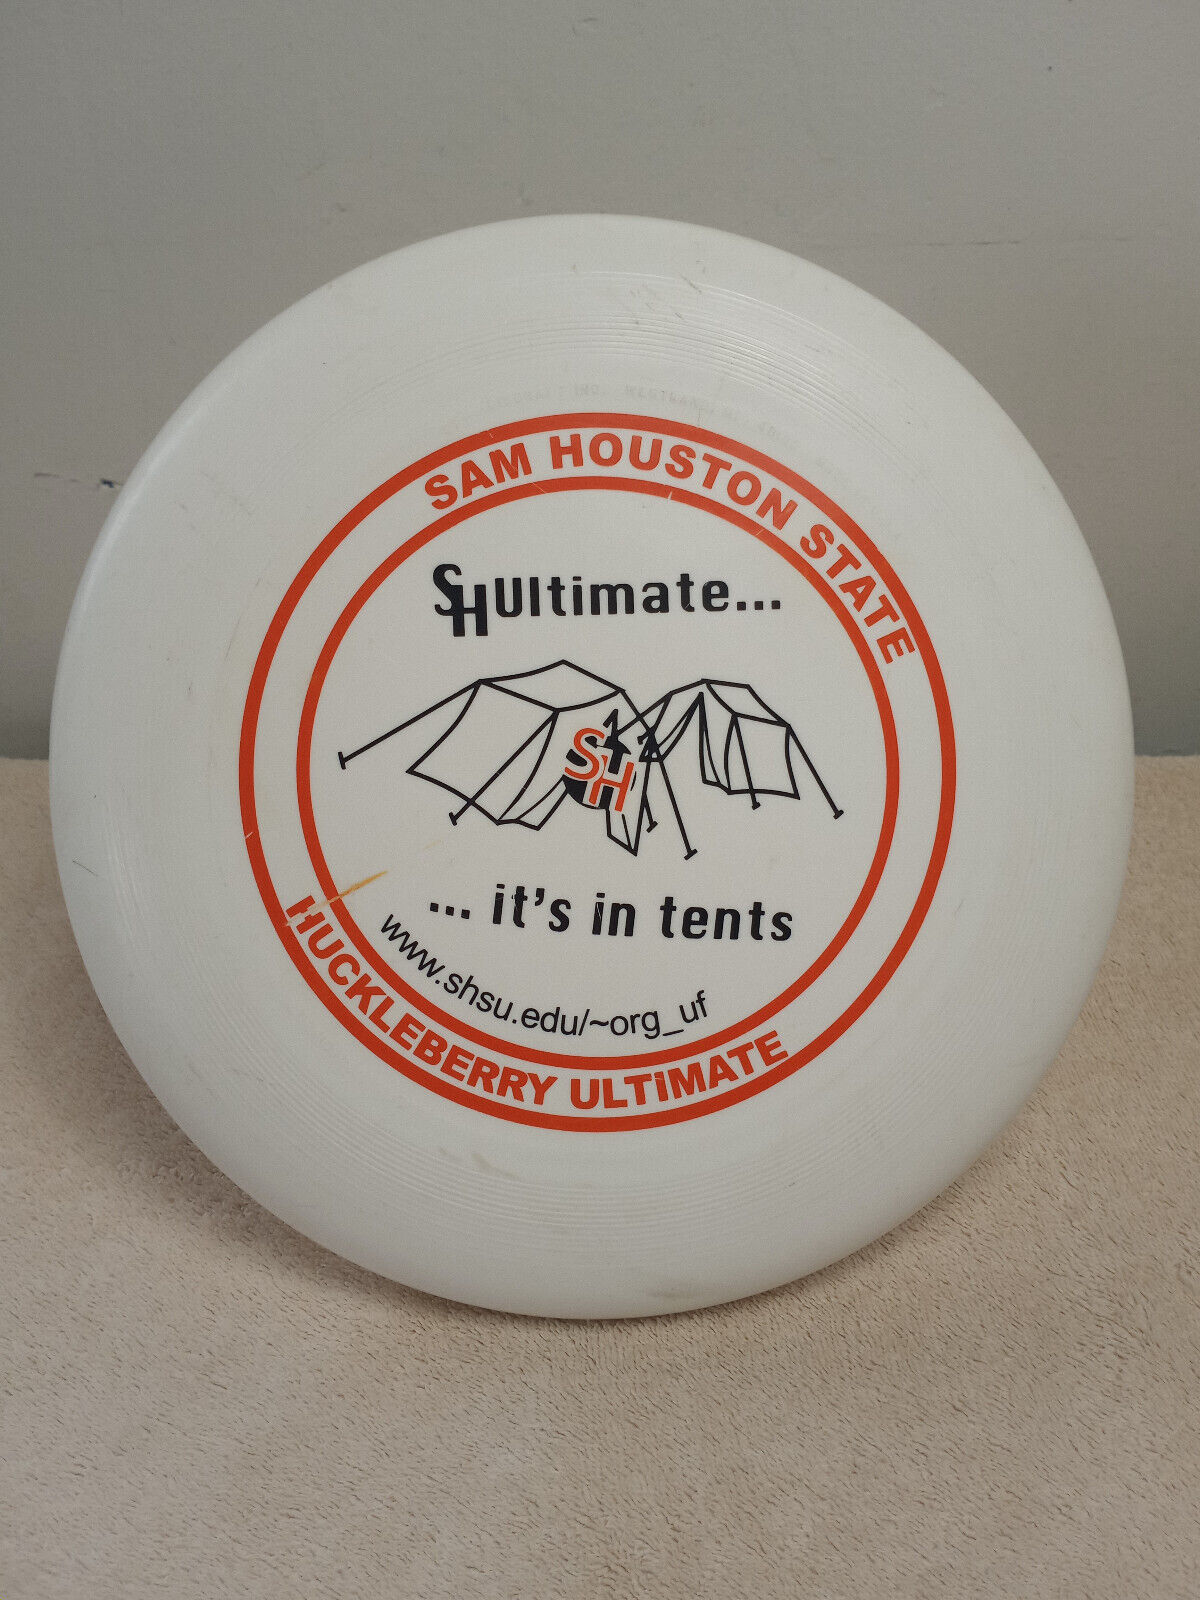 SAM HOUSTON STATE
SHUltimate...
SH
... it's in tents
www.shsu.edu/~org_uf
HUCKLEBERRY ULTiMATE